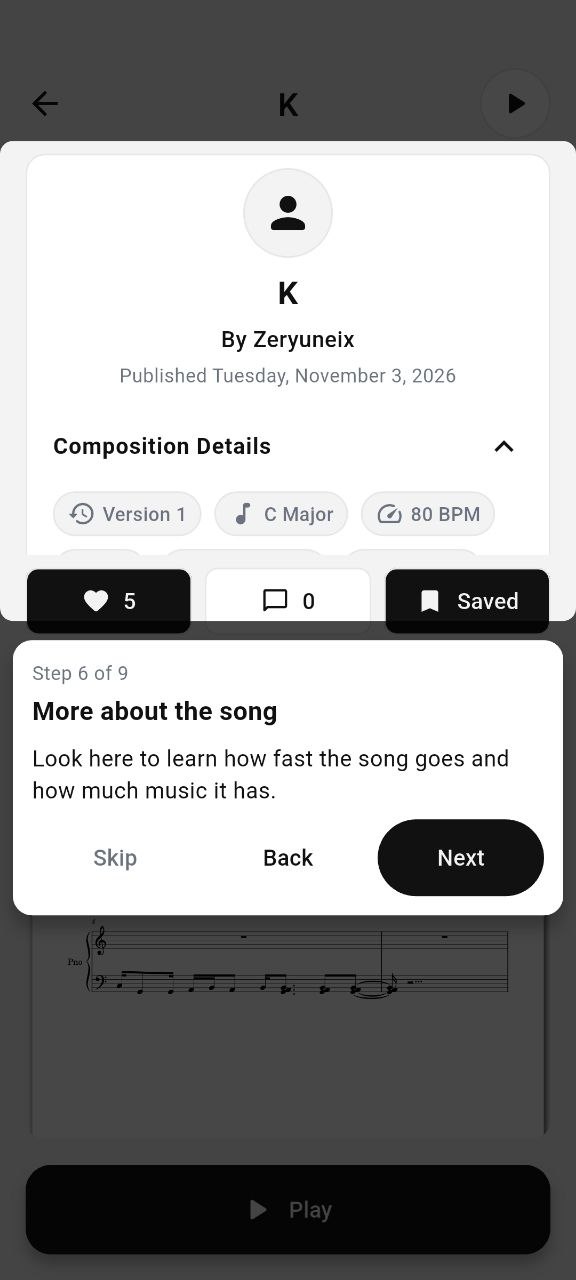 K
K
By Zeryuneix
Published Tuesday, November 3, 2026
Composition Details
Version 1
C Major
80 BPM
5
0
Saved
Step 6 of 9
More about the song
Look here to learn how fast the song goes and
how much music it has.
Skip
Back
Next
Pno
Play